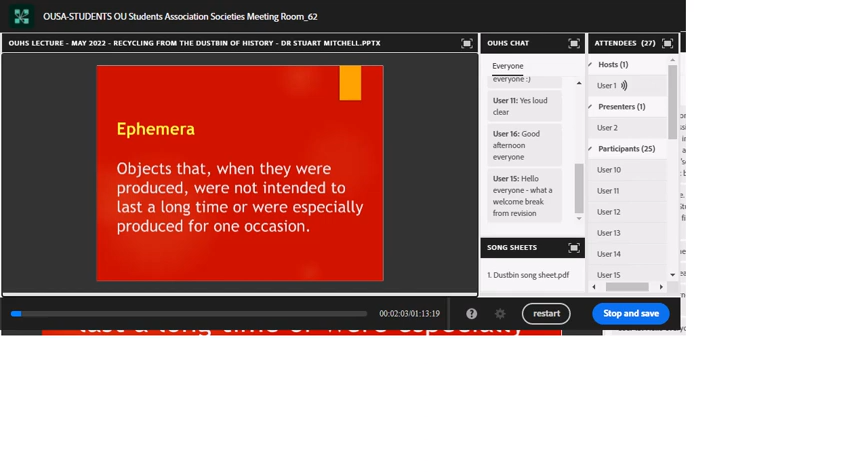 OUSA-STUDENTS OU Students Association Societies Meeting Room_62
OUHS LECTURE - MAY 2022 - RECYCLING FROM THE DUSTBIN OF HISTORY - DR STUART MITCHELL.PPTX
Ephemera
Objects that, when they were
produced, were not intended to
last a long time or were especially
produced for one occasion.
OUHS CHAT
Everyone
everyone :)
User 11: Yes loud
clear
User 16: Good
afternoon
everyone
User 15: Hello
everyone - what a
welcome break
from revision
SONG SHEETS
1. Dustbin song sheet.pdf
ATTENDEES (27)
Hosts (1)
User 1
Presenters (1)
User 2
Participants (25)
User 10
User 11
User 12
User 13
User 14
User 15
00:02:03/01:13:19
restart
Stop and save
last a long time or were especially